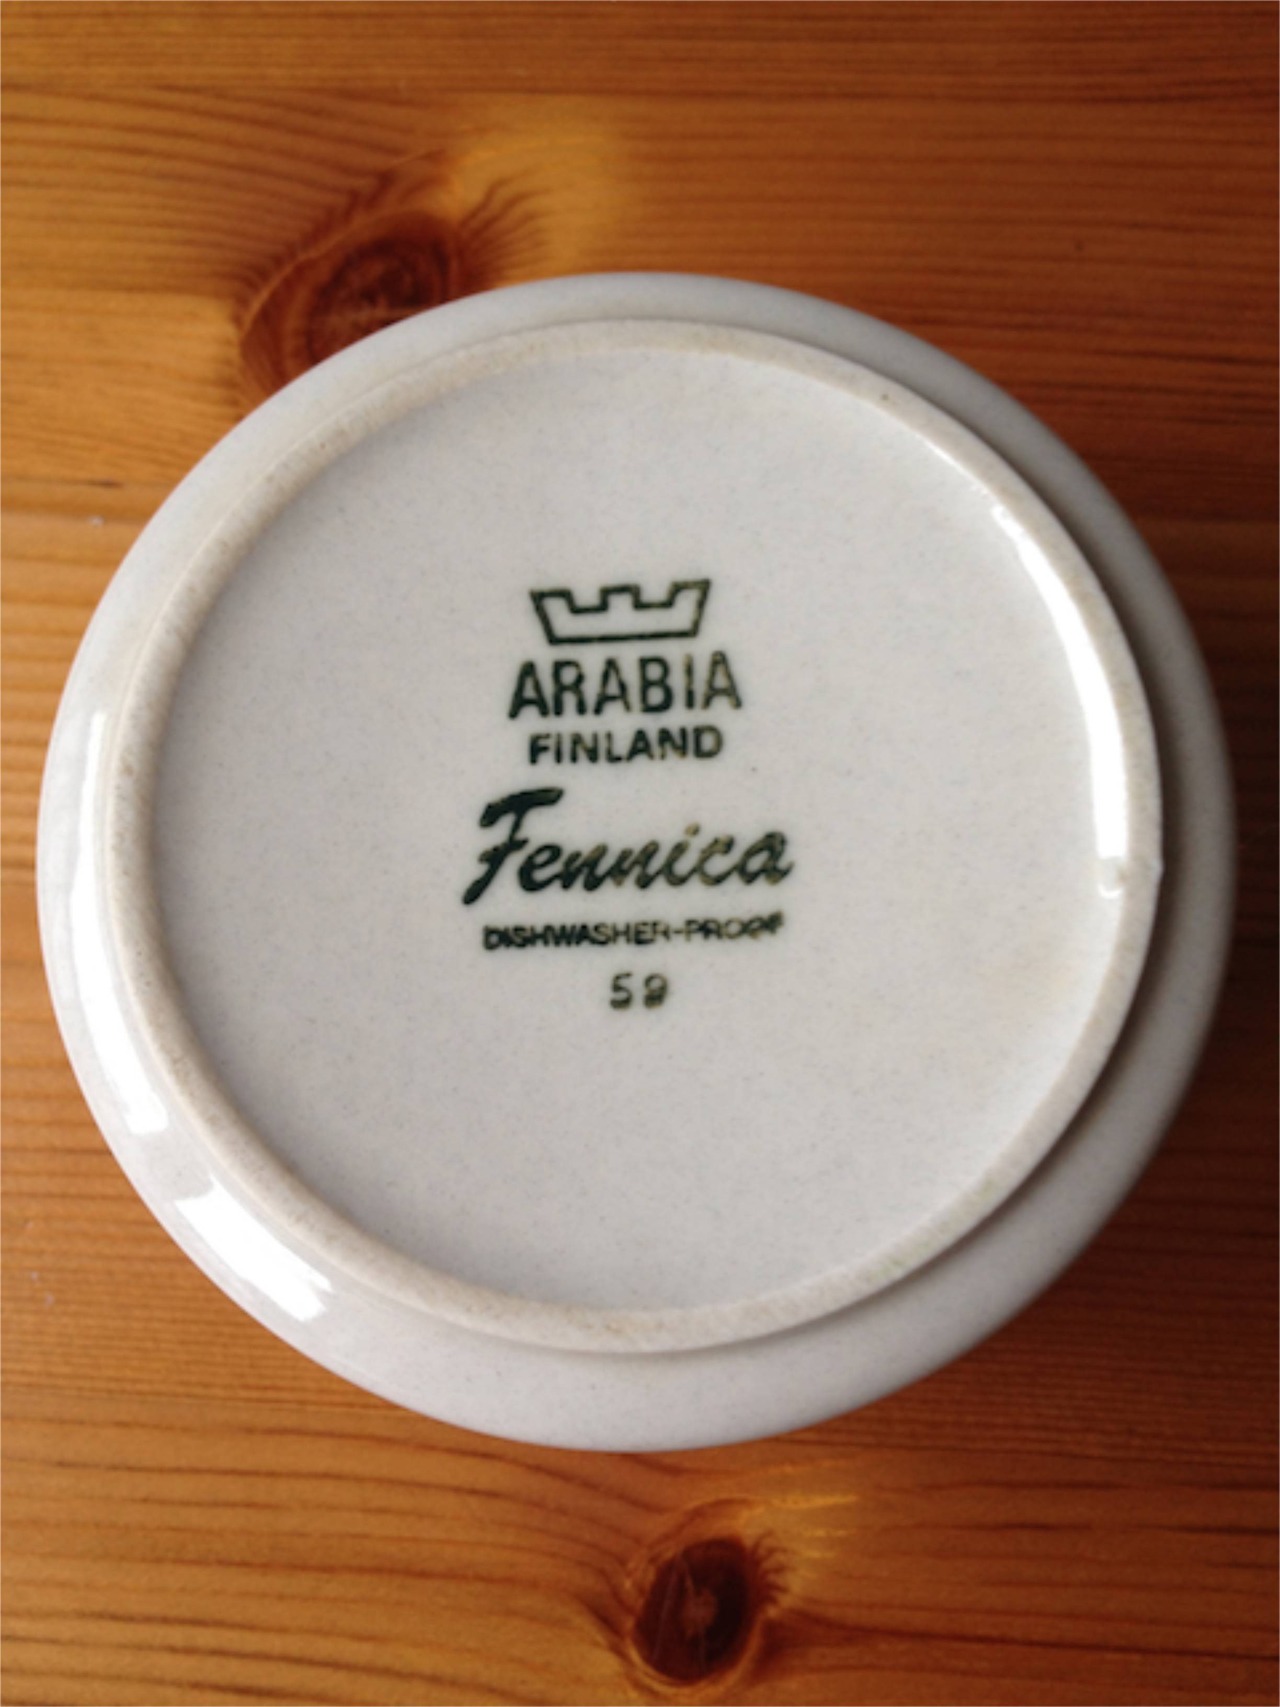 ARABIA
FINLAND
Fennica
DISHWASHER-PROOF
59